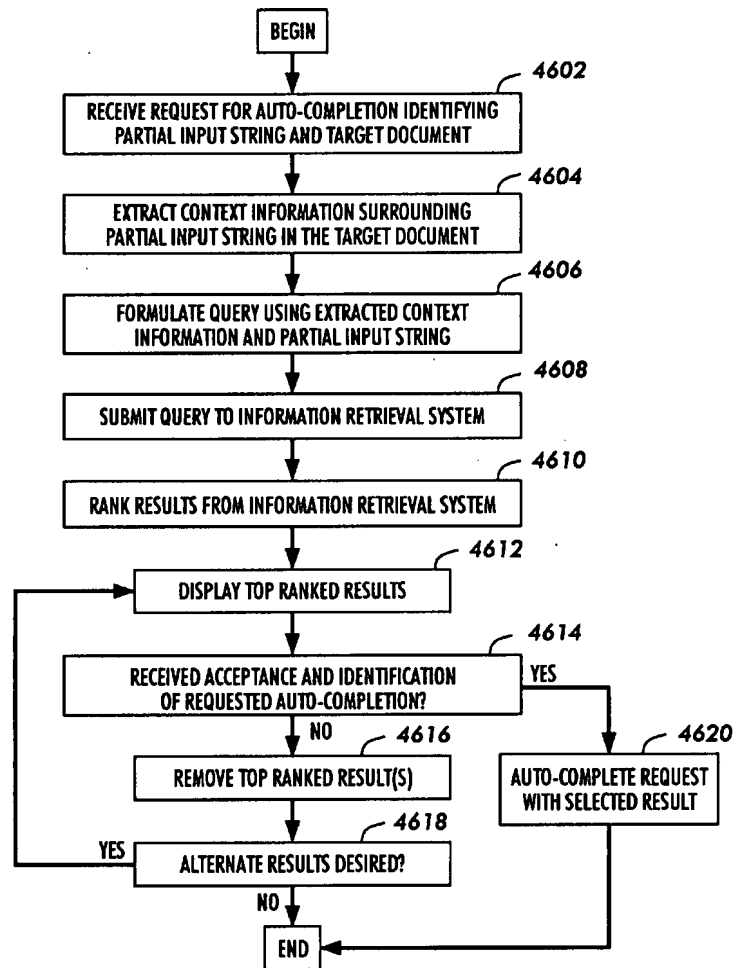 BEGIN
4602
RECEIVE REQUEST FOR AUTO-COMPLETION IDENTIFYING
PARTIAL INPUT STRING AND TARGET DOCUMENT
4604
EXTRACT CONTEXT INFORMATION SURROUNDING
PARTIAL INPUT STRING IN THE TARGET DOCUMENT
4606
FORMULATE QUERY USING EXTRACTED CONTEXT
INFORMATION AND PARTIAL INPUT STRING
4608
SUBMIT QUERY TO INFORMATION RETRIEVAL SYSTEM
4610
RANK RESULTS FROM INFORMATION RETRIEVAL SYSTEM
4612
DISPLAY TOP RANKED RESULTS
4614
RECEIVED ACCEPTANCE AND IDENTIFICATION
OF REQUESTED AUTO-COMPLETION?
YES
NO
4616
REMOVE TOP RANKED RESULT(S)
4620
AUTO-COMPLETE REQUEST
WITH SELECTED RESULT
4618
YES
ALTERNATE RESULTS DESIRED?
NO
END